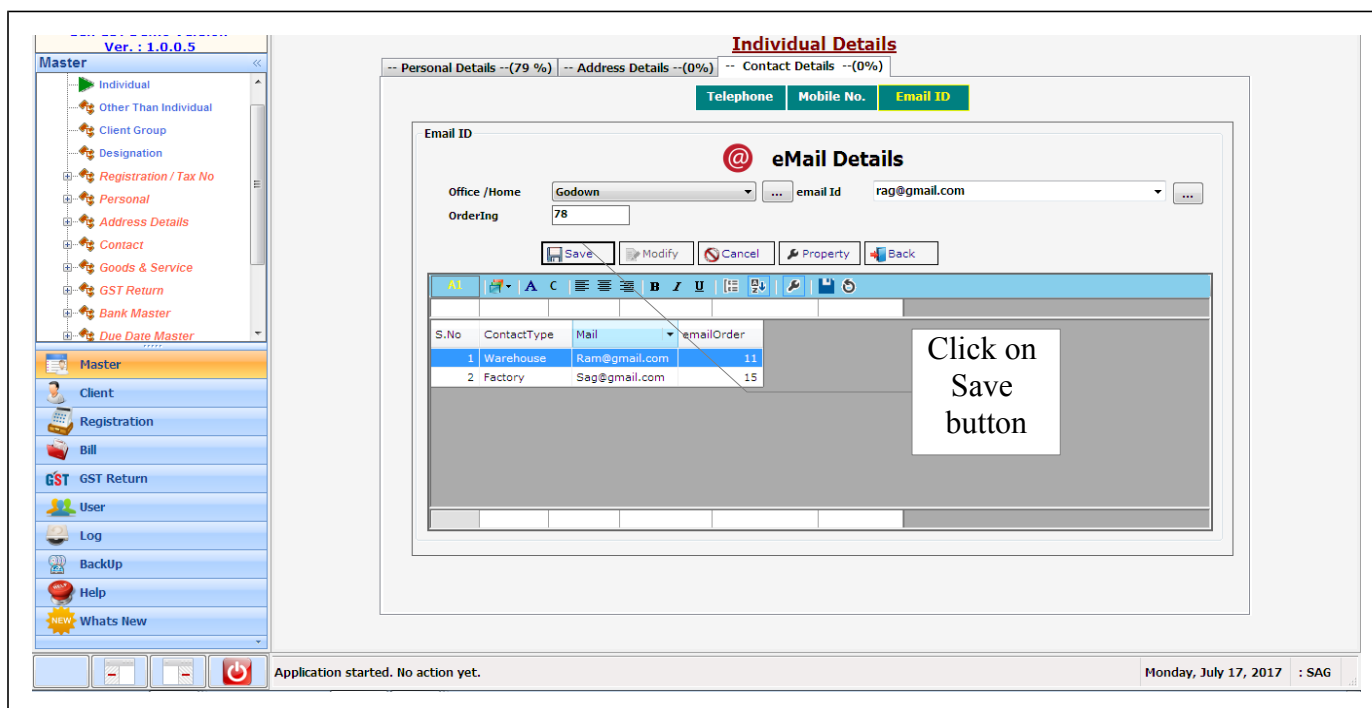 Ver. : 1.0.0.5
Master
Individual
Other Than Individual
Client Group
Designation
Registration / Tax No
Personal
Address Details
Contact
Goods & Service
GST Return
Bank Master
Due Date Master
Master
Client
Registration
Bill
GST GST Return
User
Log
BackUp
Help
NEW Whats New
Individual Details
-- Personal Details --(79 %) -- Address Details --(0%) -- Contact Details --(0%)
Telephone Mobile No. Email ID
Email ID
@ eMail Details
Office /Home Godown ... email Id rag@gmail.com ...
OrderIng 78
Save Modify Cancel Property Back
A1 A C B I U
S.No ContactType Mail emailOrder
1 Warehouse Ram@gmail.com 11
2 Factory Sag@gmail.com 15
Click on
Save
button
Application started. No action yet. Monday, July 17, 2017 : SAG